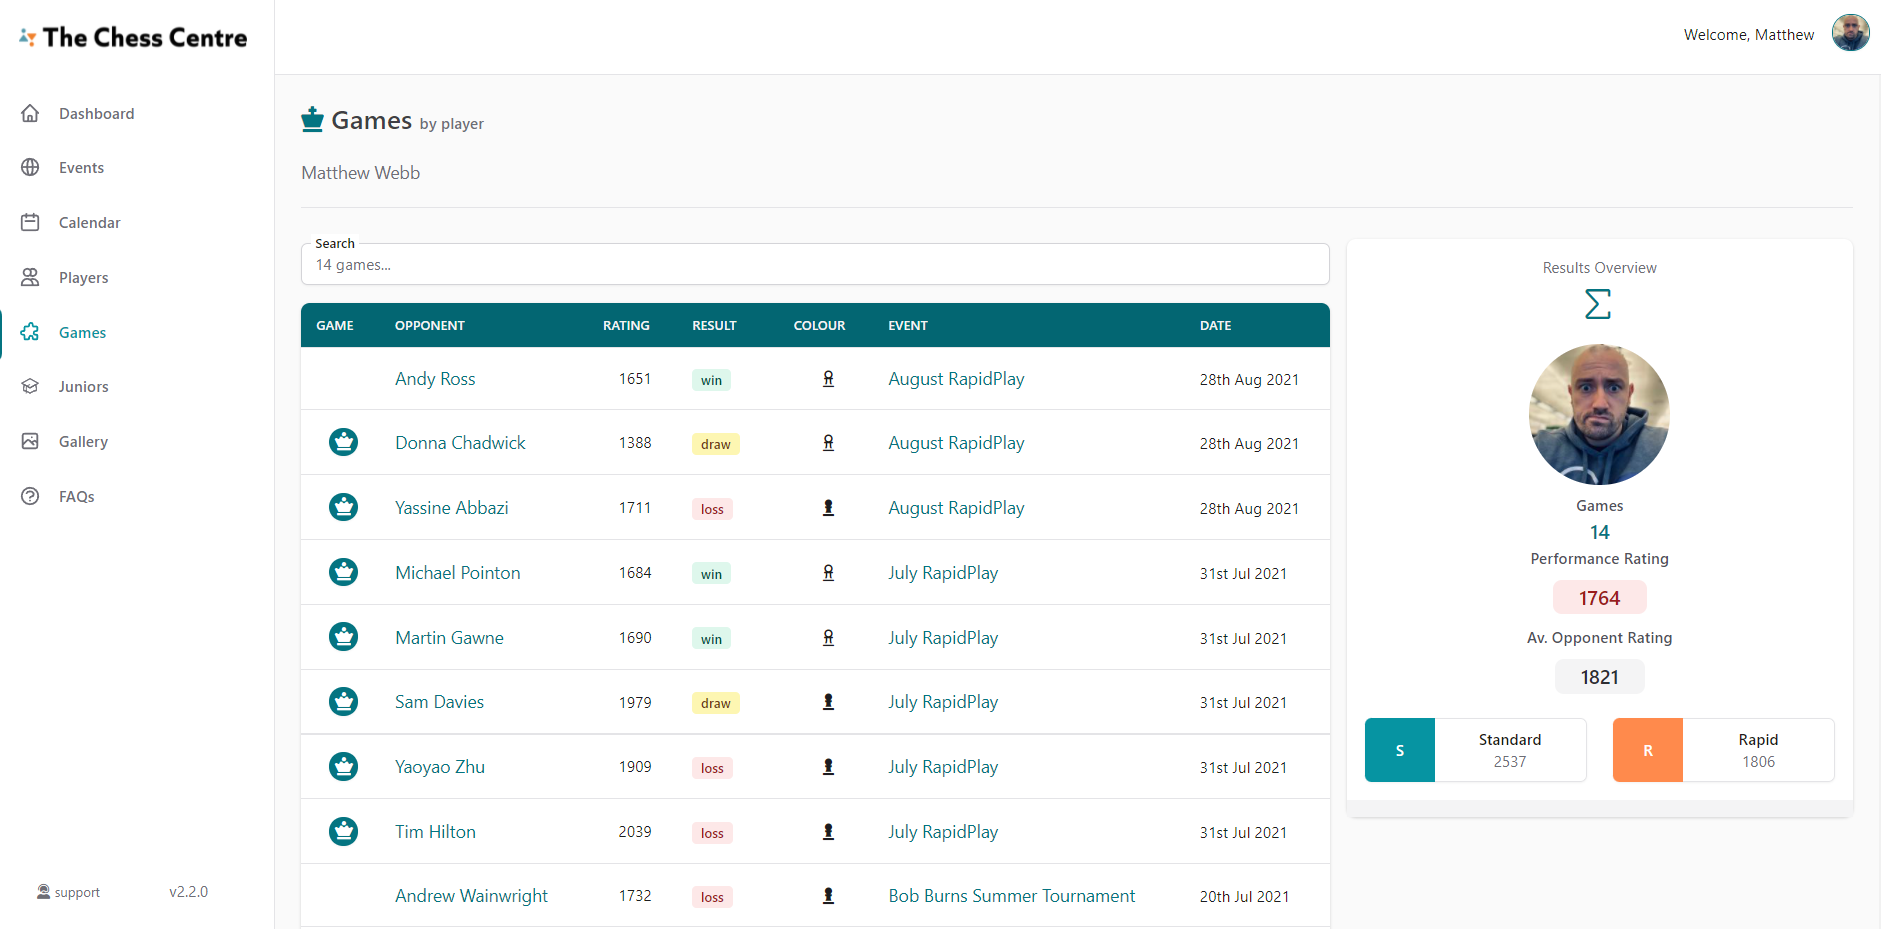 The Chess Centre
Welcome, Matthew
Dashboard
Events
Calendar
Players
Games
Juniors
Gallery
FAQs
support v2.2.0
Games by player
Matthew Webb
Search
14 games...
GAME OPPONENT RATING RESULT COLOUR EVENT DATE
Andy Ross 1651 win August RapidPlay 28th Aug 2021
Donna Chadwick 1388 draw August RapidPlay 28th Aug 2021
Yassine Abbazi 1711 loss August RapidPlay 28th Aug 2021
Michael Pointon 1684 win July RapidPlay 31st Jul 2021
Martin Gawne 1690 win July RapidPlay 31st Jul 2021
Sam Davies 1979 draw July RapidPlay 31st Jul 2021
Yaoyao Zhu 1909 loss July RapidPlay 31st Jul 2021
Tim Hilton 2039 loss July RapidPlay 31st Jul 2021
Andrew Wainwright 1732 loss Bob Burns Summer Tournament 20th Jul 2021
Results Overview
Σ
Games
14
Performance Rating
1764
Av. Opponent Rating
1821
S Standard
2537
R Rapid
1806